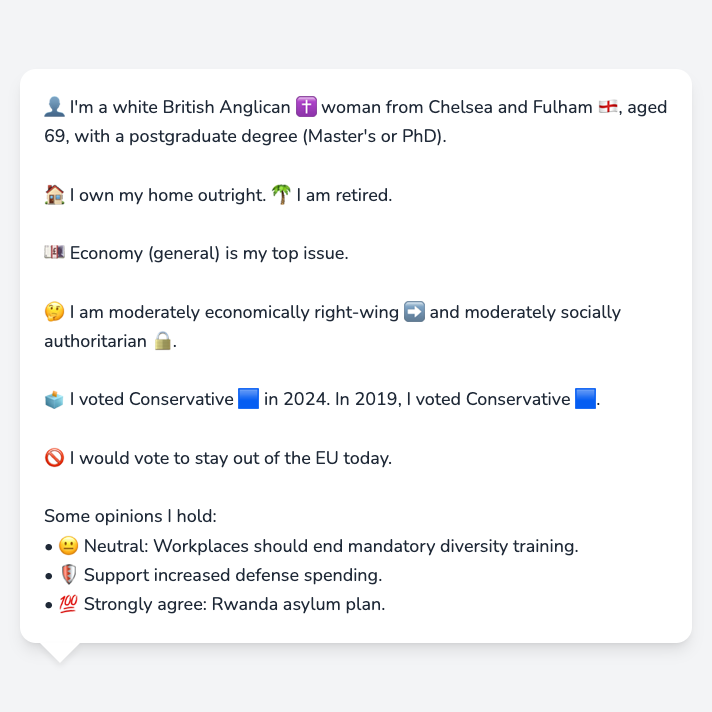 👤 I'm a white British Anglican ✝️ woman from Chelsea and Fulham 🏴󠁧󠁢󠁥󠁮󠁧󠁿, aged
69, with a postgraduate degree (Master's or PhD).
🏠 I own my home outright. 🌴 I am retired.
💷 Economy (general) is my top issue.
🤔 I am moderately economically right-wing ➡️ and moderately socially
authoritarian 🔒.
🗳️ I voted Conservative 🟦 in 2024. In 2019, I voted Conservative 🟦.
🚫 I would vote to stay out of the EU today.
Some opinions I hold:
• 😐 Neutral: Workplaces should end mandatory diversity training.
• 🛡️ Support increased defense spending.
• 💯 Strongly agree: Rwanda asylum plan.